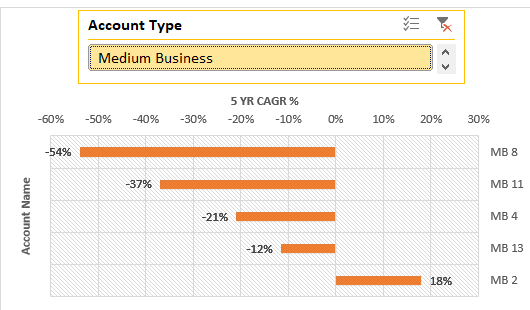 Account Type
Medium Business
5 YR CAGR %
-60% -50% -40% -30% -20% -10% 0% 10% 20% 30%
Account Name
-54% MB 8
-37% MB 11
-21% MB 4
-12% MB 13
18% MB 2